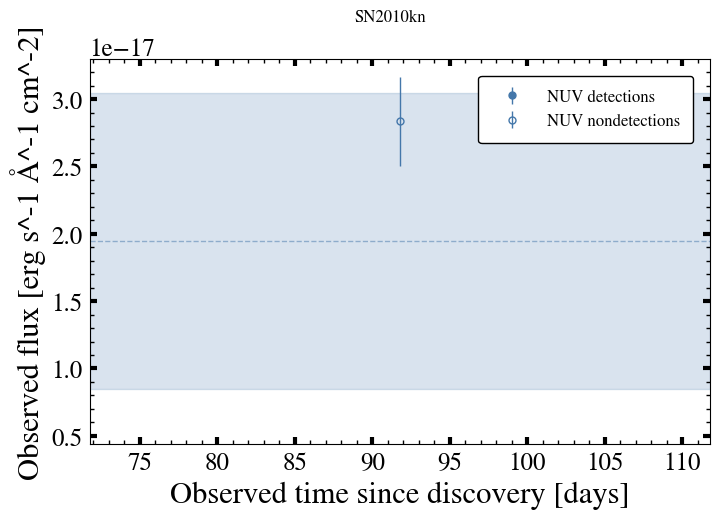 SN2010kn
1e−17
3.0
2.5
2.0
1.5
1.0
0.5
Observed flux [erg s^-1 Å^-1 cm^-2]
NUV detections
NUV nondetections
75 80 85 90 95 100 105 110
Observed time since discovery [days]